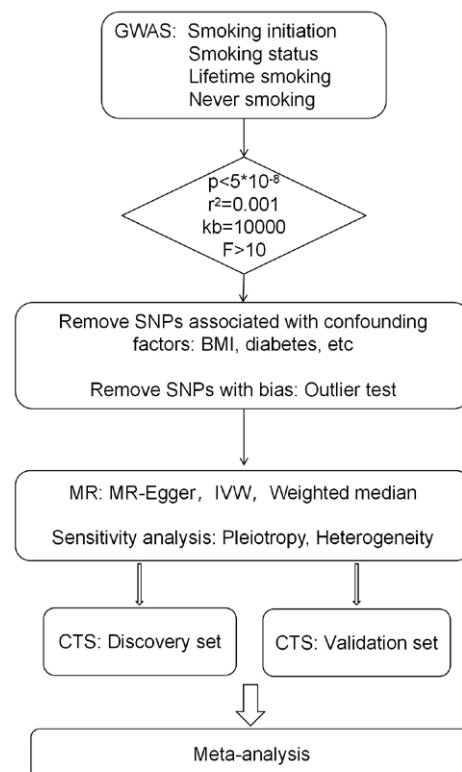 GWAS: Smoking initiation
Smoking status
Lifetime smoking
Never smoking
p<5*10⁻⁸
r²=0.001
kb=10000
F>10
Remove SNPs associated with confounding
factors: BMI, diabetes, etc
Remove SNPs with bias: Outlier test
MR: MR-Egger, IVW, Weighted median
Sensitivity analysis: Pleiotropy, Heterogeneity
CTS: Discovery set
CTS: Validation set
Meta-analysis